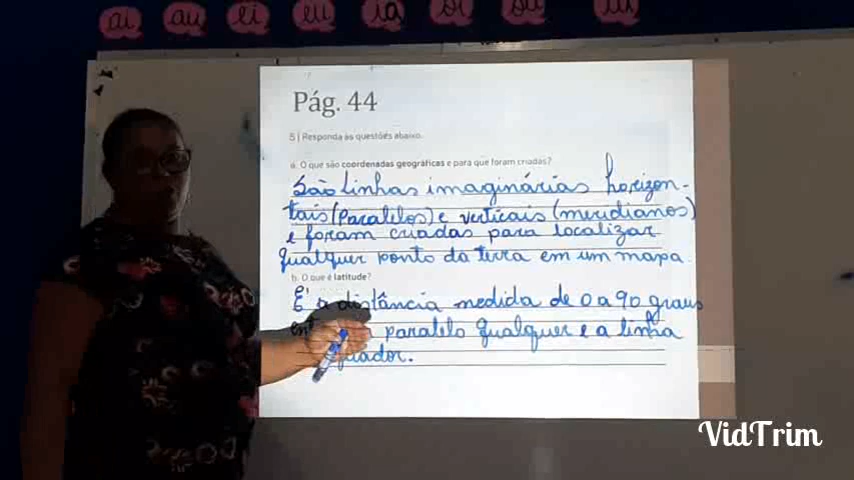 ai au ei eu ia oi ou iu
Pág. 44
5 | Responda às questões abaixo.
a. O que são coordenadas geográficas e para que foram criadas?
São linhas imaginárias horizon-
tais (paralelos) e verticais (meridianos)
e foram criadas para localizar
qualquer ponto da terra em um mapa.
b. O que é latitude?
É a distância medida de 0 a 90 graus
paralelo qualquer e a linha
VidTrim